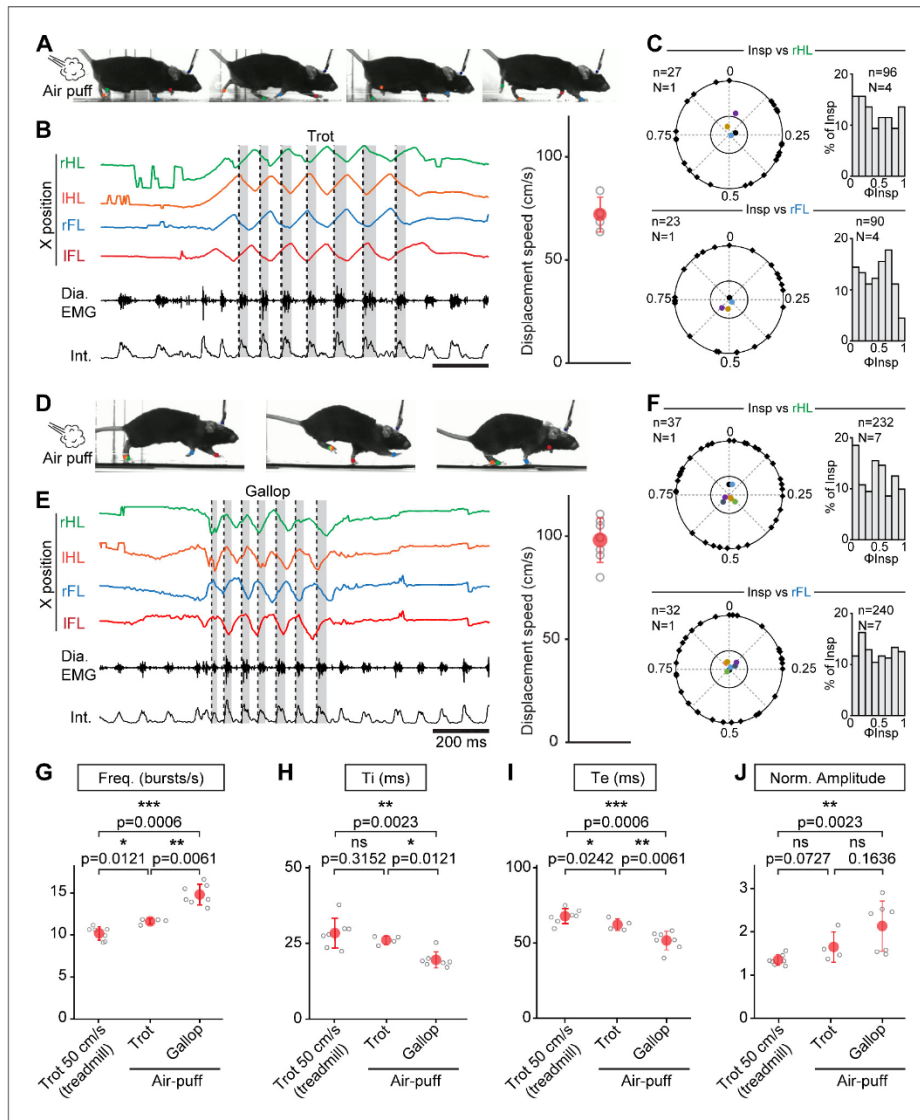 A
Air puff
B
Trot
rHL
lHL
rFL
lFL
X position
Dia.
EMG
Int.
100
50
0
Displacement speed (cm/s)
C
Insp vs rHL
n=27
N=1
0
0.25
0.5
0.75
n=96
N=4
20
10
0
% of Insp
0 0.5 1
ΦInsp
Insp vs rFL
n=23
N=1
0
0.25
0.5
0.75
n=90
N=4
20
10
0
% of Insp
0 0.5 1
ΦInsp
D
Air puff
E
Gallop
rHL
lHL
rFL
lFL
X position
Dia.
EMG
Int.
200 ms
100
50
0
Displacement speed (cm/s)
F
Insp vs rHL
n=37
N=1
0
0.25
0.5
0.75
n=232
N=7
20
10
0
% of Insp
0 0.5 1
ΦInsp
Insp vs rFL
n=32
N=1
0
0.25
0.5
0.75
n=240
N=7
20
10
0
% of Insp
0 0.5 1
ΦInsp
G
Freq. (bursts/s)
***
p=0.0006
* **
p=0.0121 p=0.0061
15
10
5
0
Trot 50 cm/s
(treadmill)
Trot
Gallop
Air-puff
H
Ti (ms)
**
p=0.0023
ns *
p=0.3152 p=0.0121
50
25
0
Trot 50 cm/s
(treadmill)
Trot
Gallop
Air-puff
I
Te (ms)
***
p=0.0006
* **
p=0.0242 p=0.0061
100
50
0
Trot 50 cm/s
(treadmill)
Trot
Gallop
Air-puff
J
Norm. Amplitude
**
p=0.0023
ns ns
p=0.0727 0.1636
3
2
1
0
Trot 50 cm/s
(treadmill)
Trot
Gallop
Air-puff